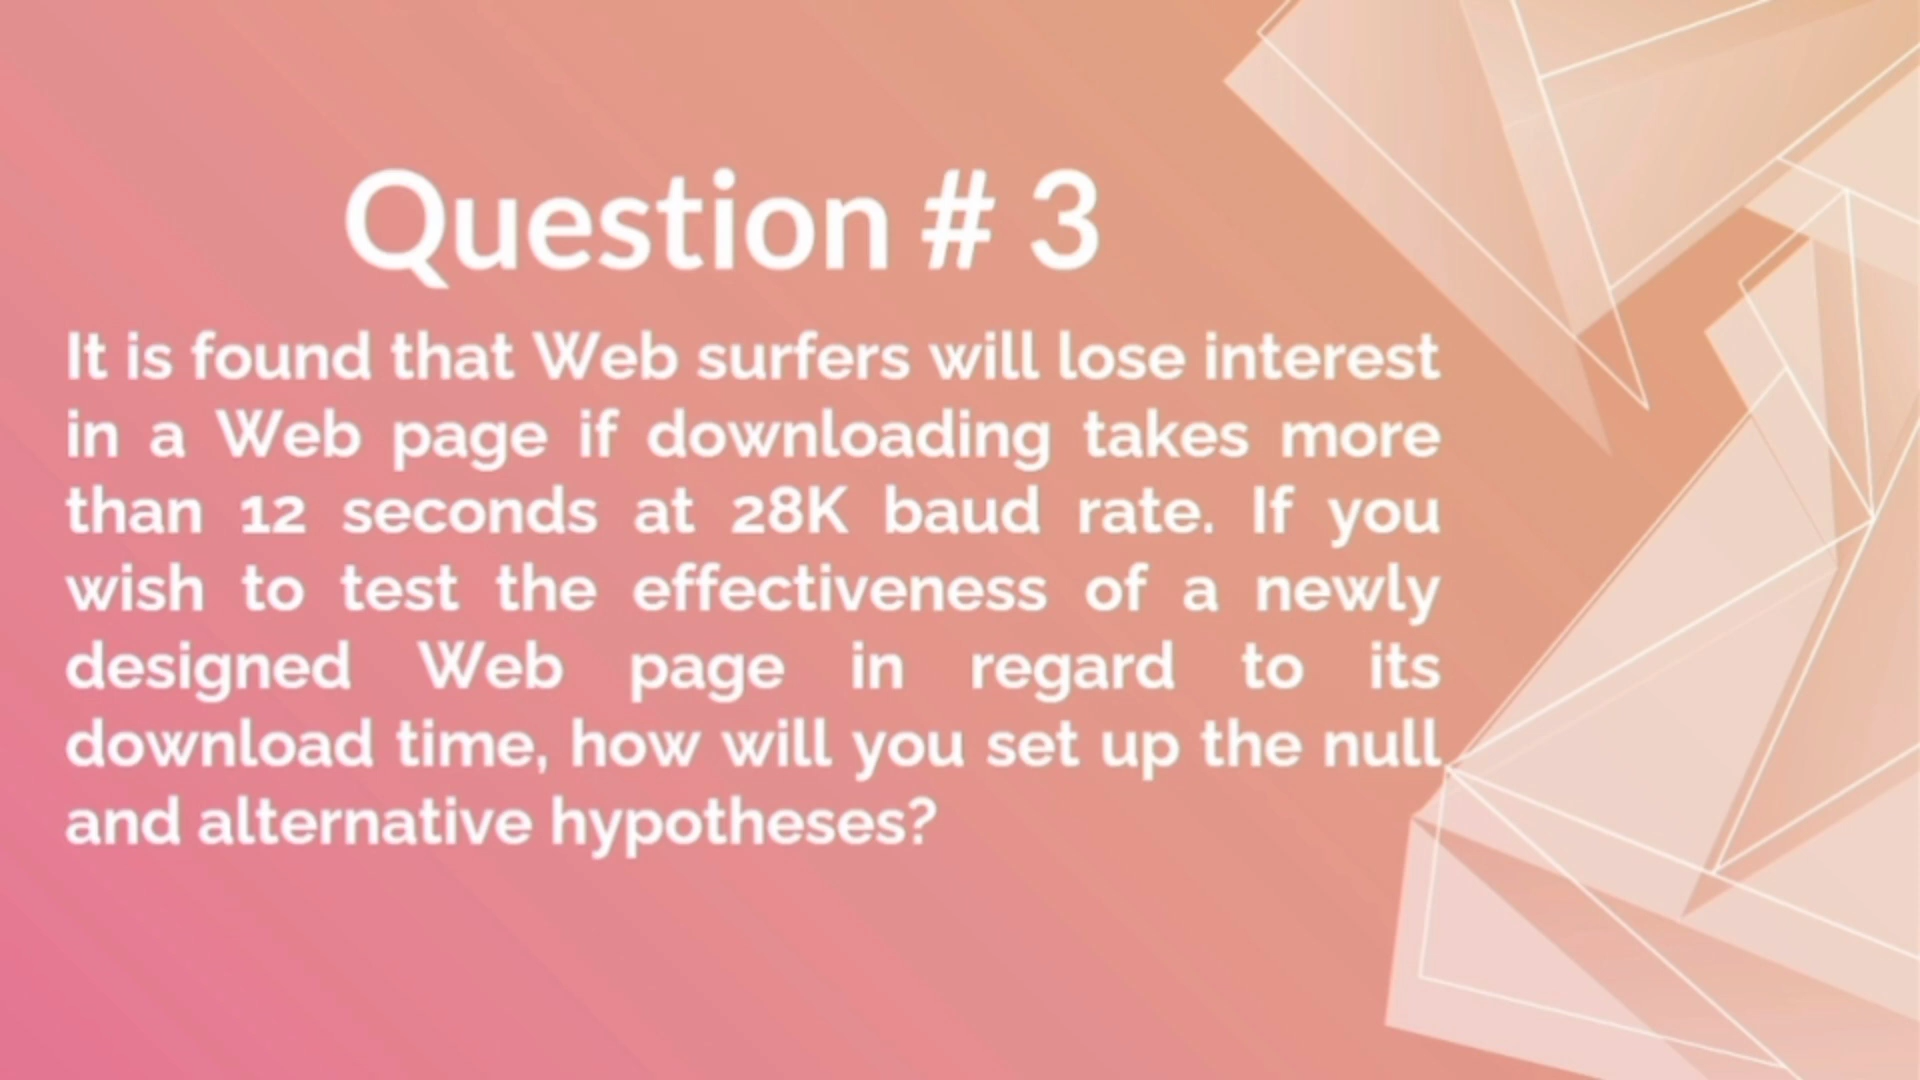 Question # 3
It is found that Web surfers will lose interest
in a Web page if downloading takes more
than 12 seconds at 28K baud rate. If you
wish to test the effectiveness of a newly
designed Web page in regard to its
download time, how will you set up the null
and alternative hypotheses?